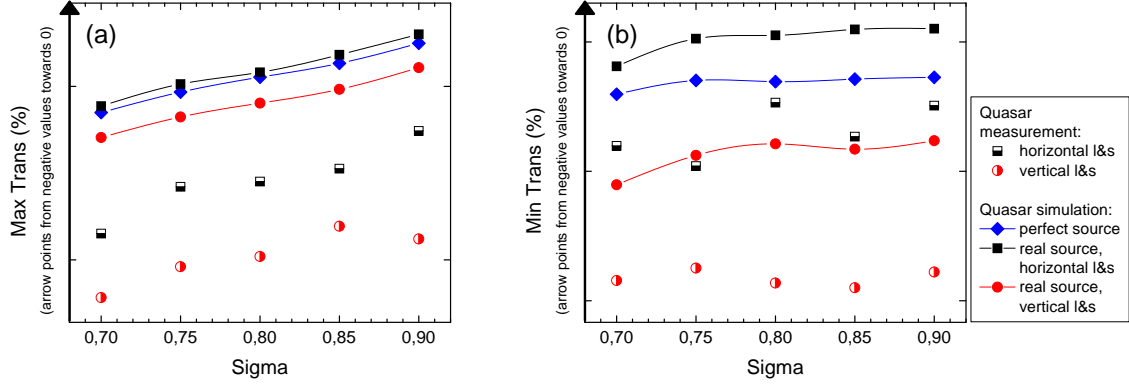 (a)
Max Trans (%)
(arrow points from negative values towards 0)
0,70 0,75 0,80 0,85 0,90
Sigma
(b)
Min Trans (%)
(arrow points from negative values towards 0)
0,70 0,75 0,80 0,85 0,90
Sigma
Quasar
measurement:
horizontal l&s
vertical l&s
Quasar simulation:
perfect source
real source,
horizontal l&s
real source,
vertical l&s